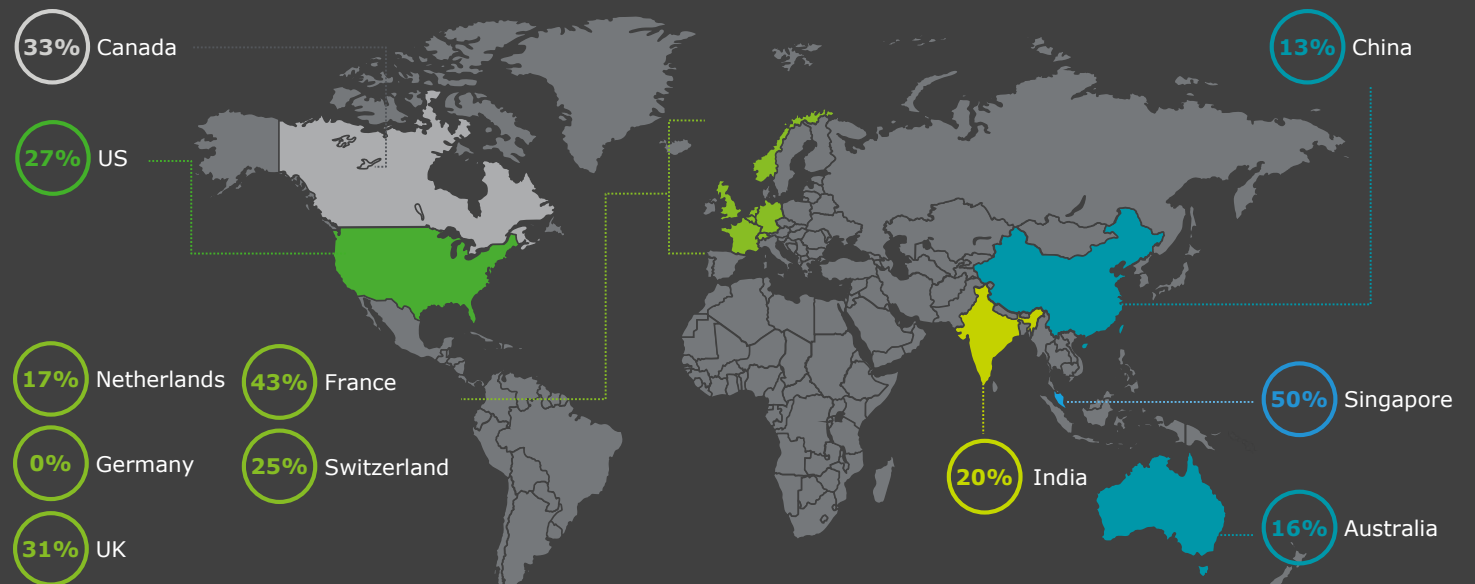 33% Canada
13% China
27% US
17% Netherlands
43% France
50% Singapore
0% Germany
25% Switzerland
20% India
16% Australia
31% UK